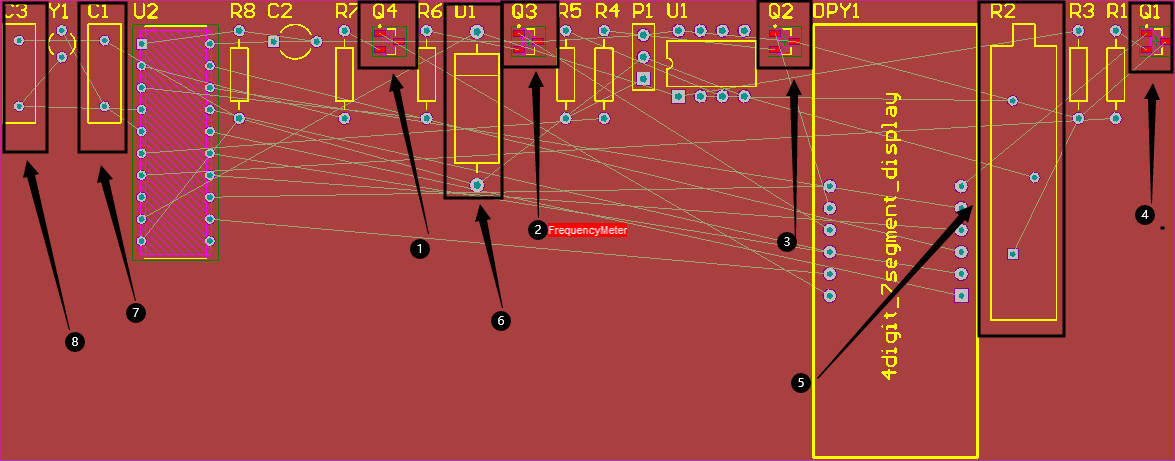 C3 Y1 C1 U2 R8 C2 R7 Q4 R6 D1 Q3 R5 R4 P1 U1 Q2 DPY1 R2 R3 R1 Q1
4digit_7segment_display
FrequencyMeter
1
2
3
4
5
6
7
8